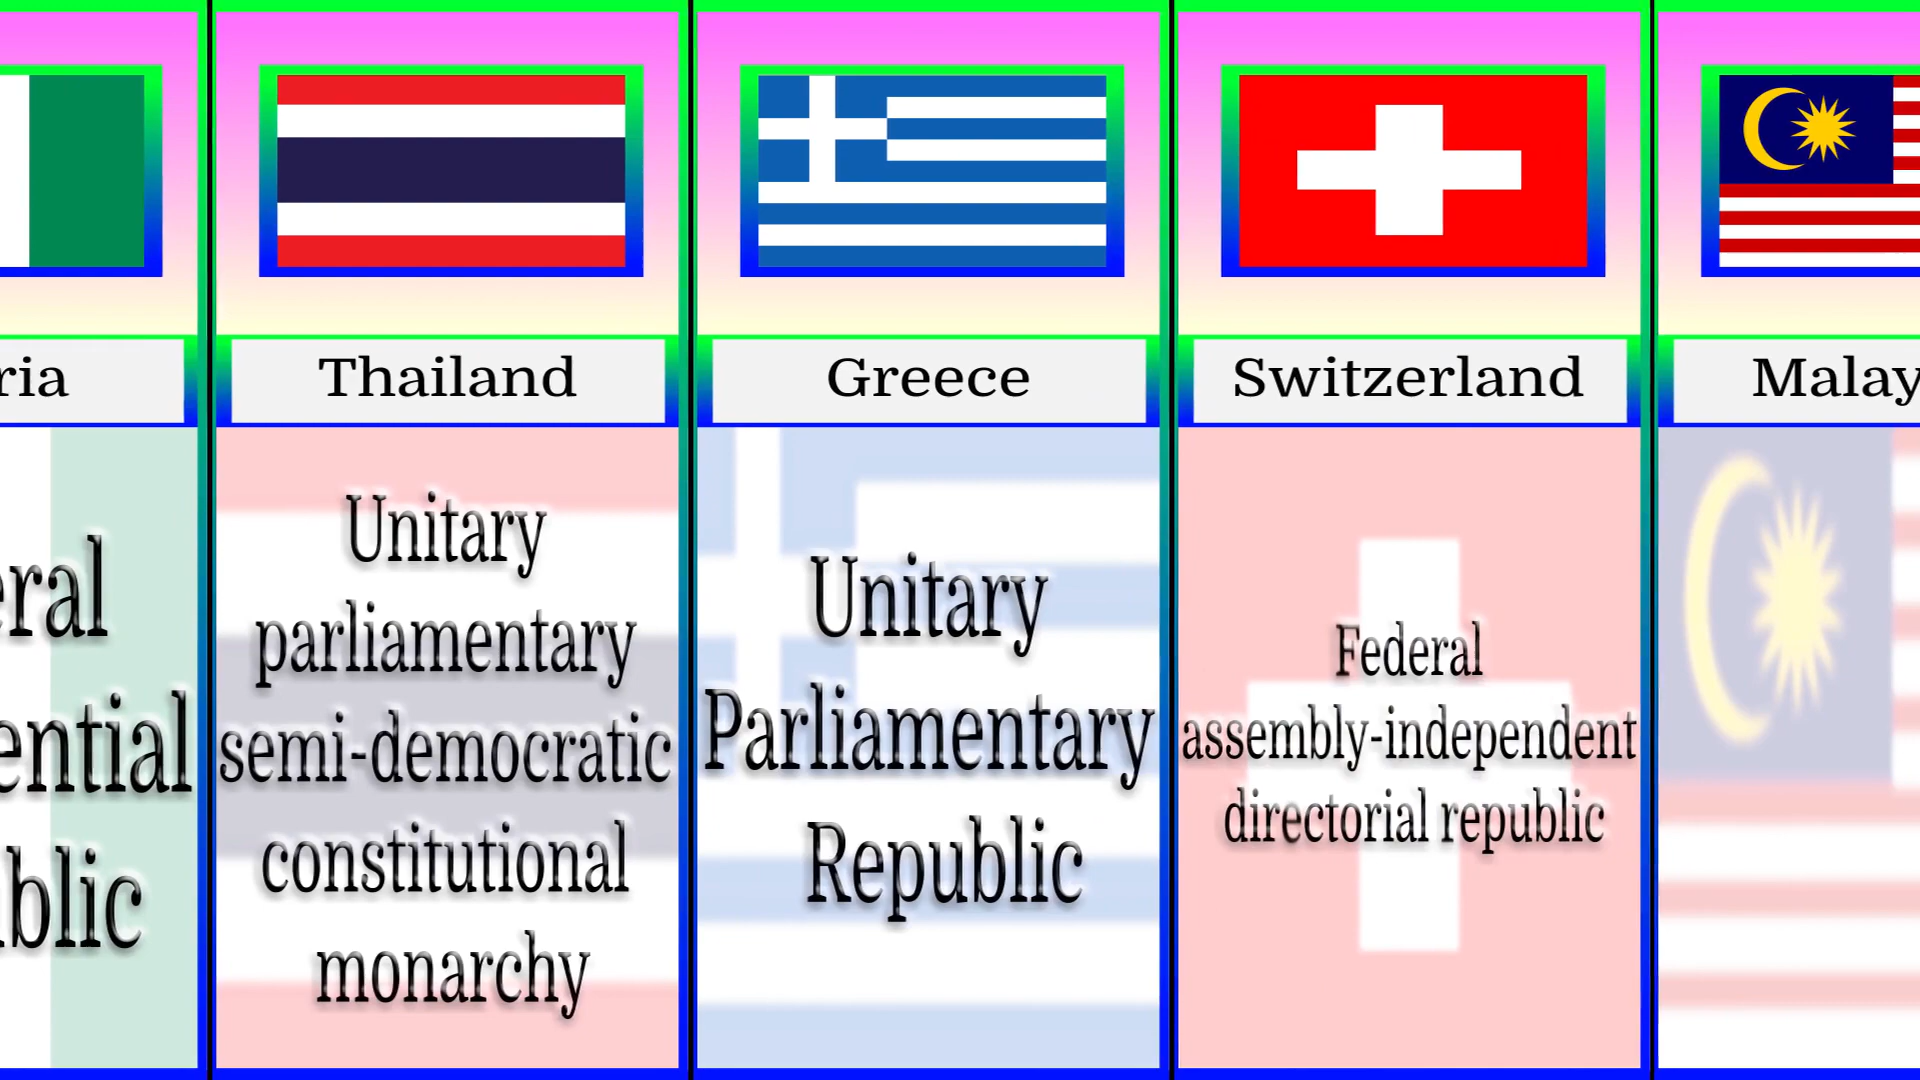 ria
Thailand
Greece
Switzerland
Malay
eral
ential
blic
Unitary
parliamentary
semi-democratic
constitutional
monarchy
Unitary
Parliamentary
Republic
Federal
assembly-independent
directorial republic